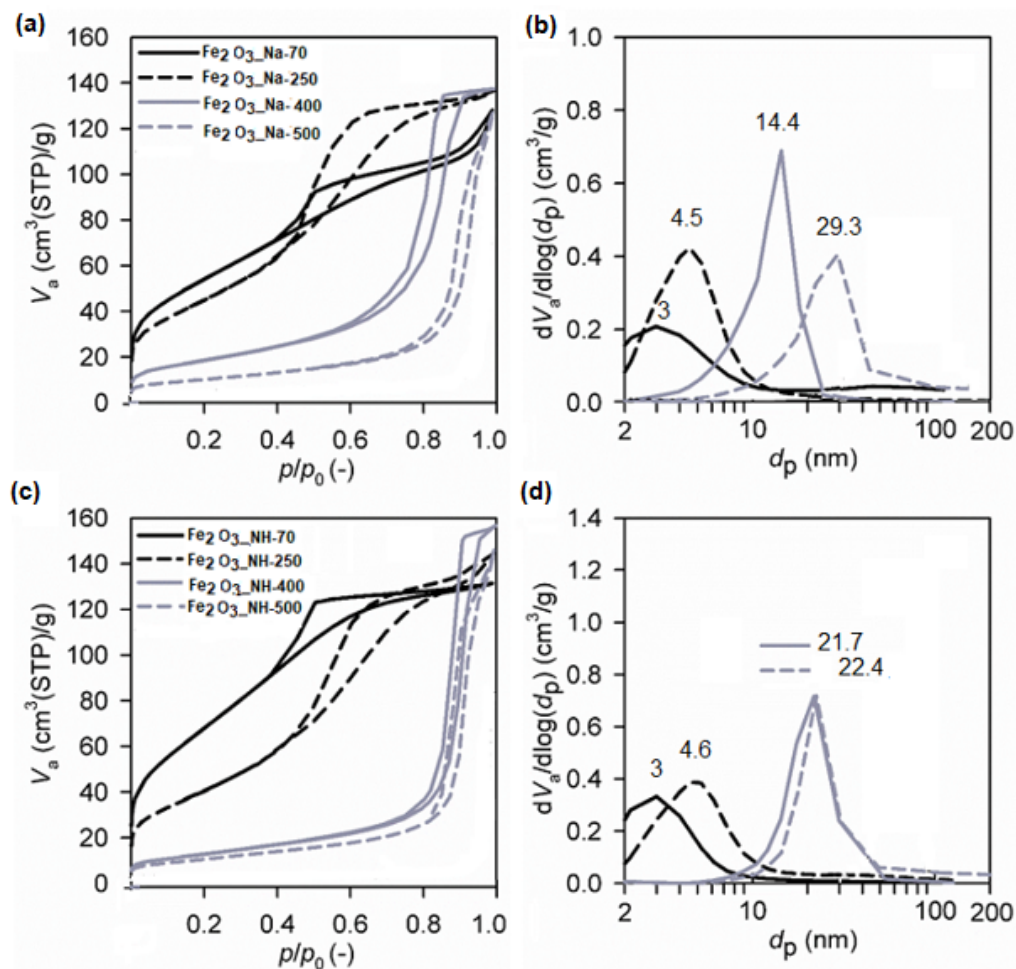 (a)
160
140
120
100
80
60
40
20
0
Va (cm3(STP)/g)
Fe2 O3_Na-70
Fe2 O3_Na-250
Fe2 O3_Na-400
Fe2 O3_Na-500
0.2 0.4 0.6 0.8 1.0
p/p0 (-)
(b)
1.0
0.8
0.6
0.4
0.2
0.0
dVa/dlog(dp) (cm3/g)
14.4
4.5
29.3
3
2 10 100 200
dp (nm)
(c)
160
140
120
100
80
60
40
20
0
Va (cm3(STP)/g)
Fe2 O3_NH-70
Fe2 O3_NH-250
Fe2 O3_NH-400
Fe2 O3_NH-500
0.2 0.4 0.6 0.8 1.0
p/p0 (-)
(d)
1.4
1.2
1.0
0.8
0.6
0.4
0.2
0.0
dVa/dlog(dp) (cm3/g)
21.7
22.4
3
4.6
2 10 100 200
dp (nm)